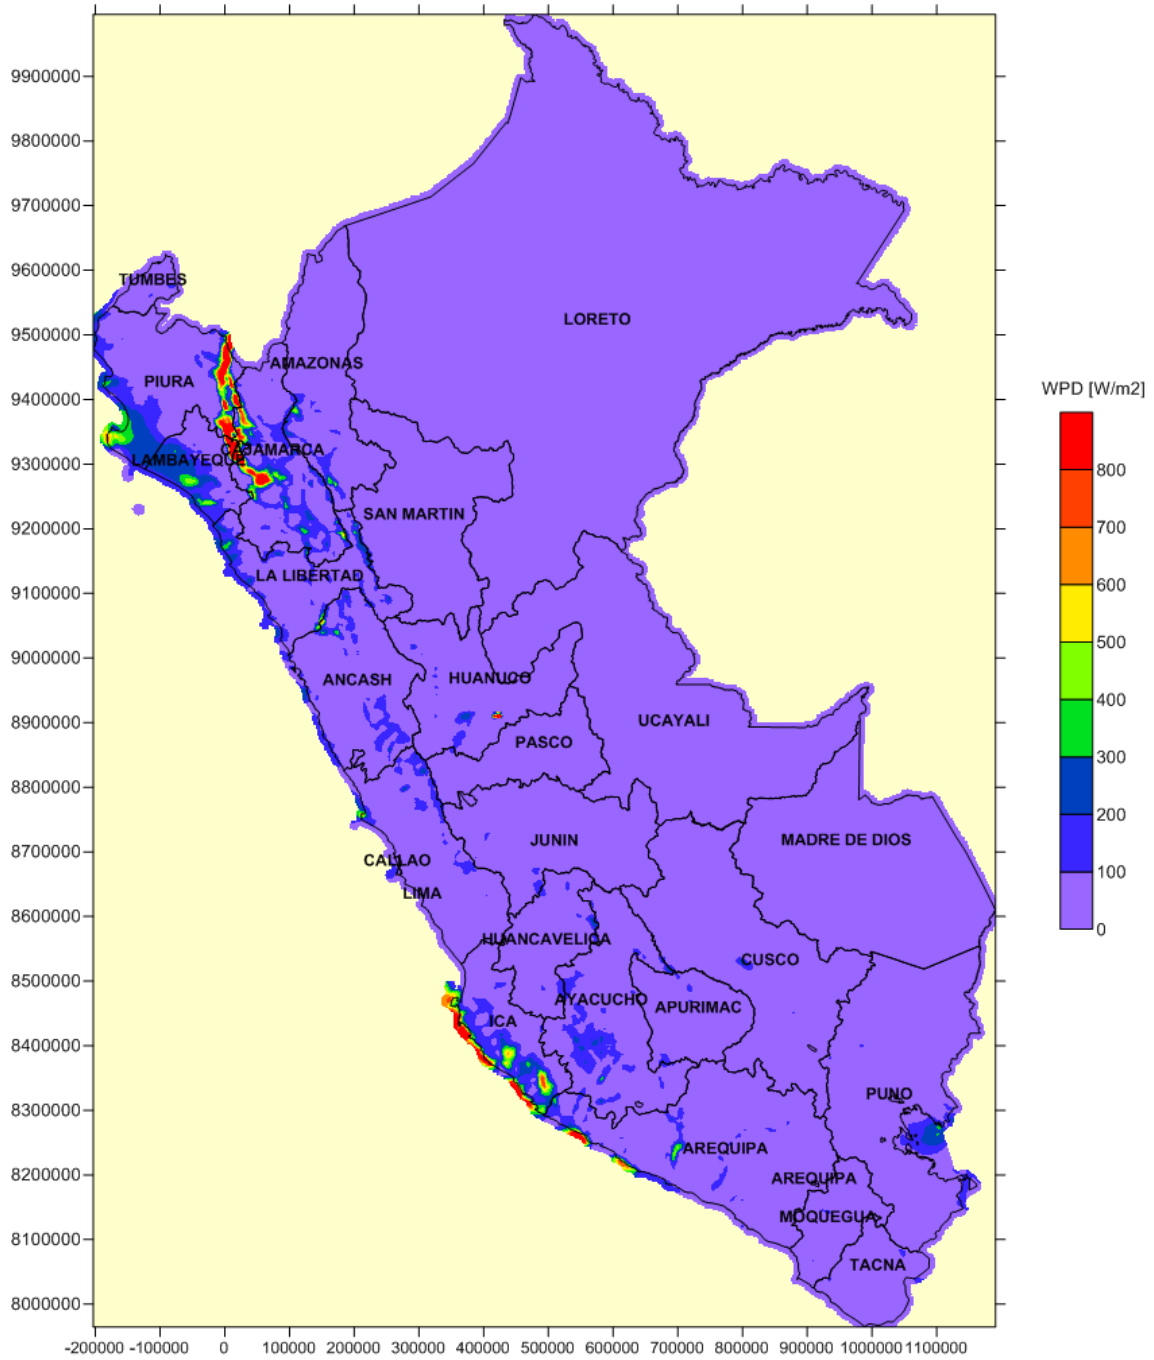 9900000
9800000
9700000
9600000
9500000
9400000
9300000
9200000
9100000
9000000
8900000
8800000
8700000
8600000
8500000
8400000
8300000
8200000
8100000
8000000
-200000 -100000 0 100000 200000 300000 400000 500000 600000 700000 800000 900000 1000000 1100000
TUMBES
LORETO
AMAZONAS
PIURA
CAJAMARCA
LAMBAYEQUE
SAN MARTIN
LA LIBERTAD
ANCASH
HUANUCO
UCAYALI
PASCO
JUNIN
MADRE DE DIOS
CALLAO
LIMA
HUANCAVELICA
CUSCO
AYACUCHO
APURIMAC
ICA
PUNO
AREQUIPA
AREQUIPA
MOQUEGUA
TACNA
WPD [W/m2]
800
700
600
500
400
300
200
100
0